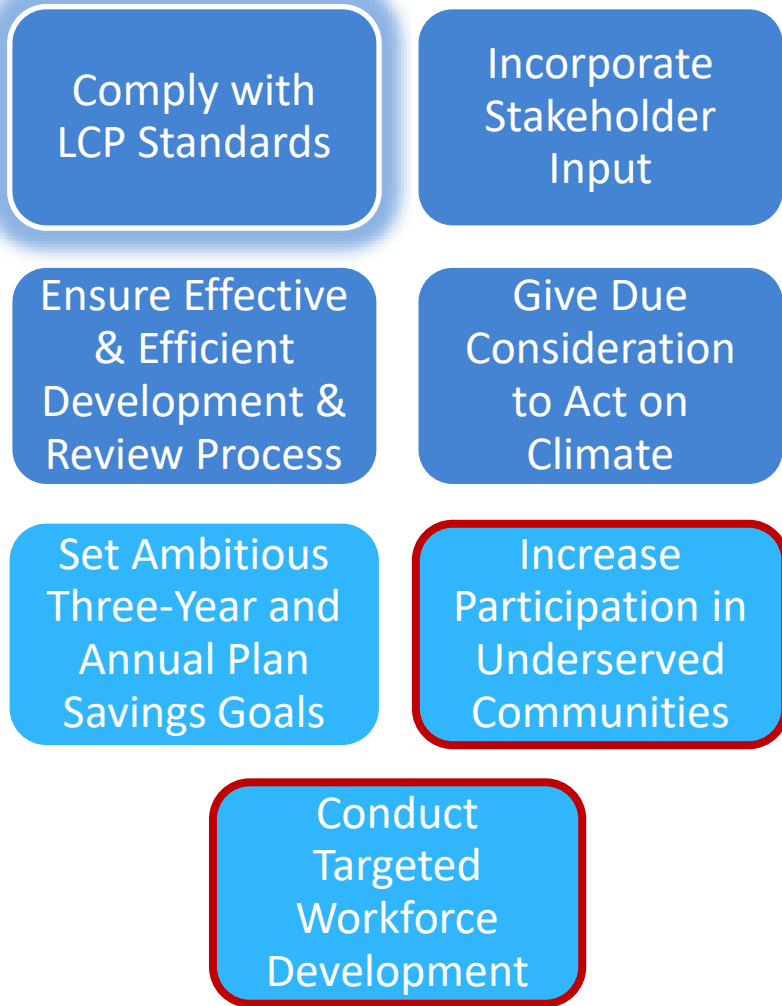 Comply with
LCP Standards
Incorporate
Stakeholder
Input
Ensure Effective
& Efficient
Development &
Review Process
Give Due
Consideration
to Act on
Climate
Set Ambitious
Three-Year and
Annual Plan
Savings Goals
Increase
Participation in
Underserved
Communities
Conduct
Targeted
Workforce
Development